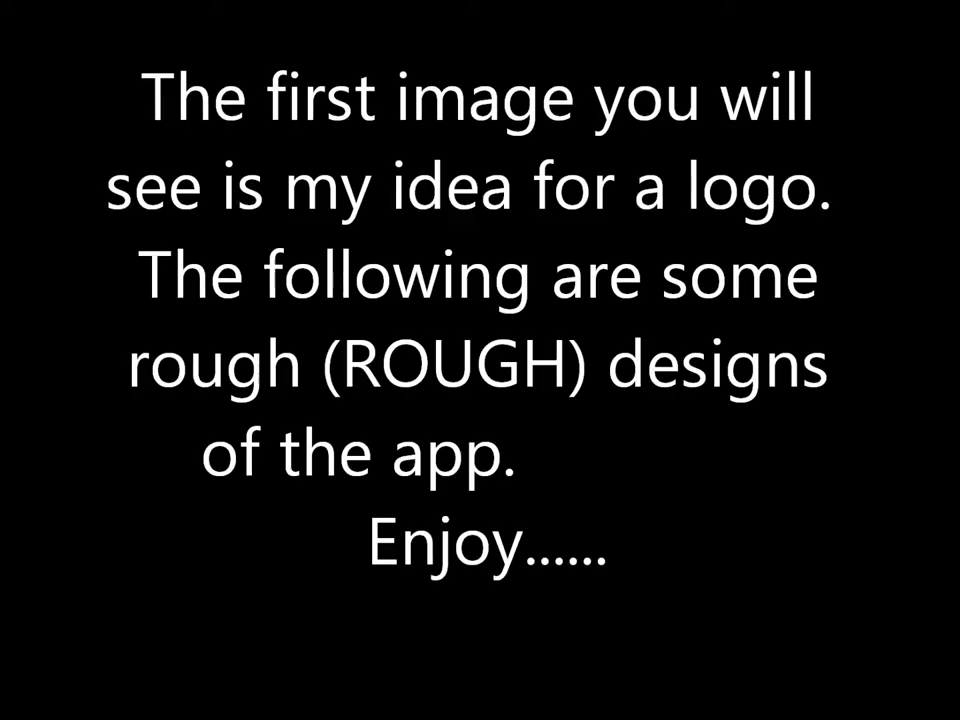 The first image you will
see is my idea for a logo.
The following are some
rough (ROUGH) designs
of the app.
Enjoy......